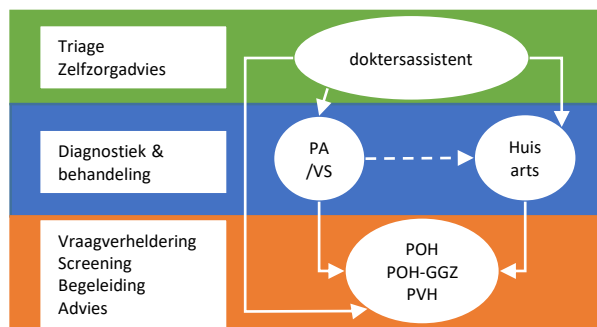 Triage
Zelfzorgadvies
doktersassistent
Diagnostiek &
behandeling
PA
/VS
Huis
arts
Vraagverheldering
Screening
Begeleiding
Advies
POH
POH-GGZ
PVH